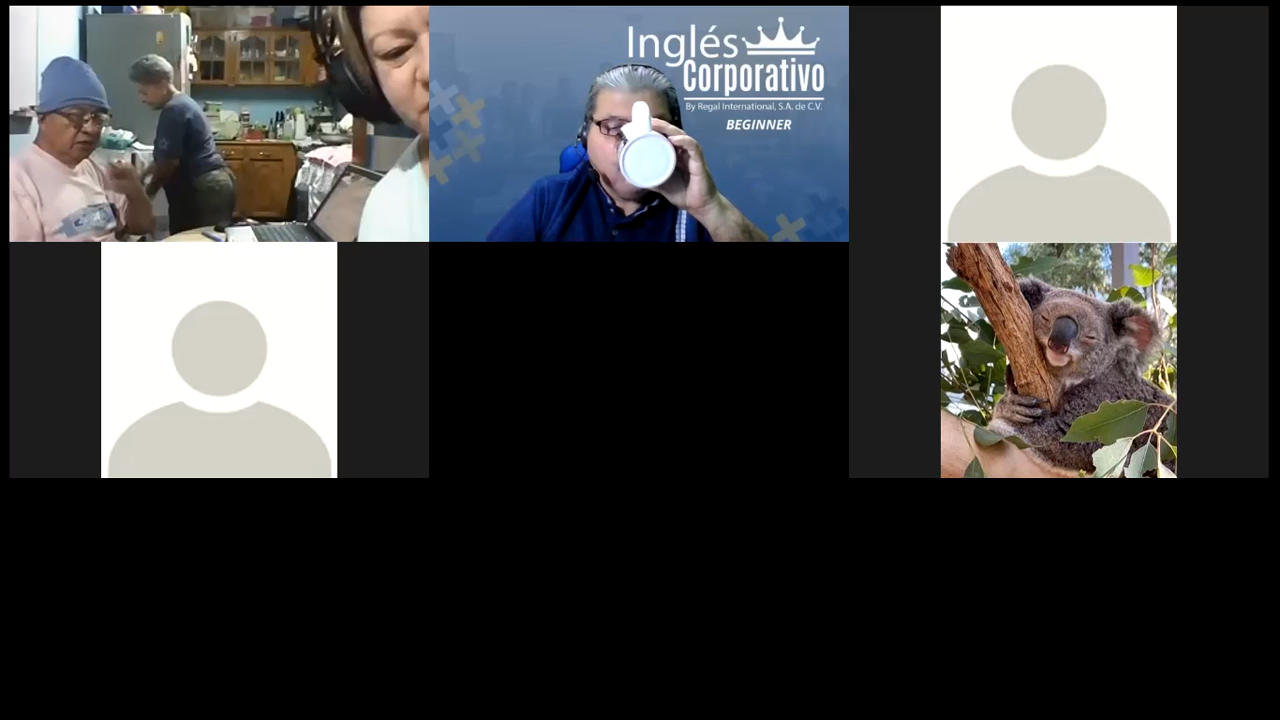 Inglés
Corporativo
By Regal International, S.A. de C.V.
BEGINNER